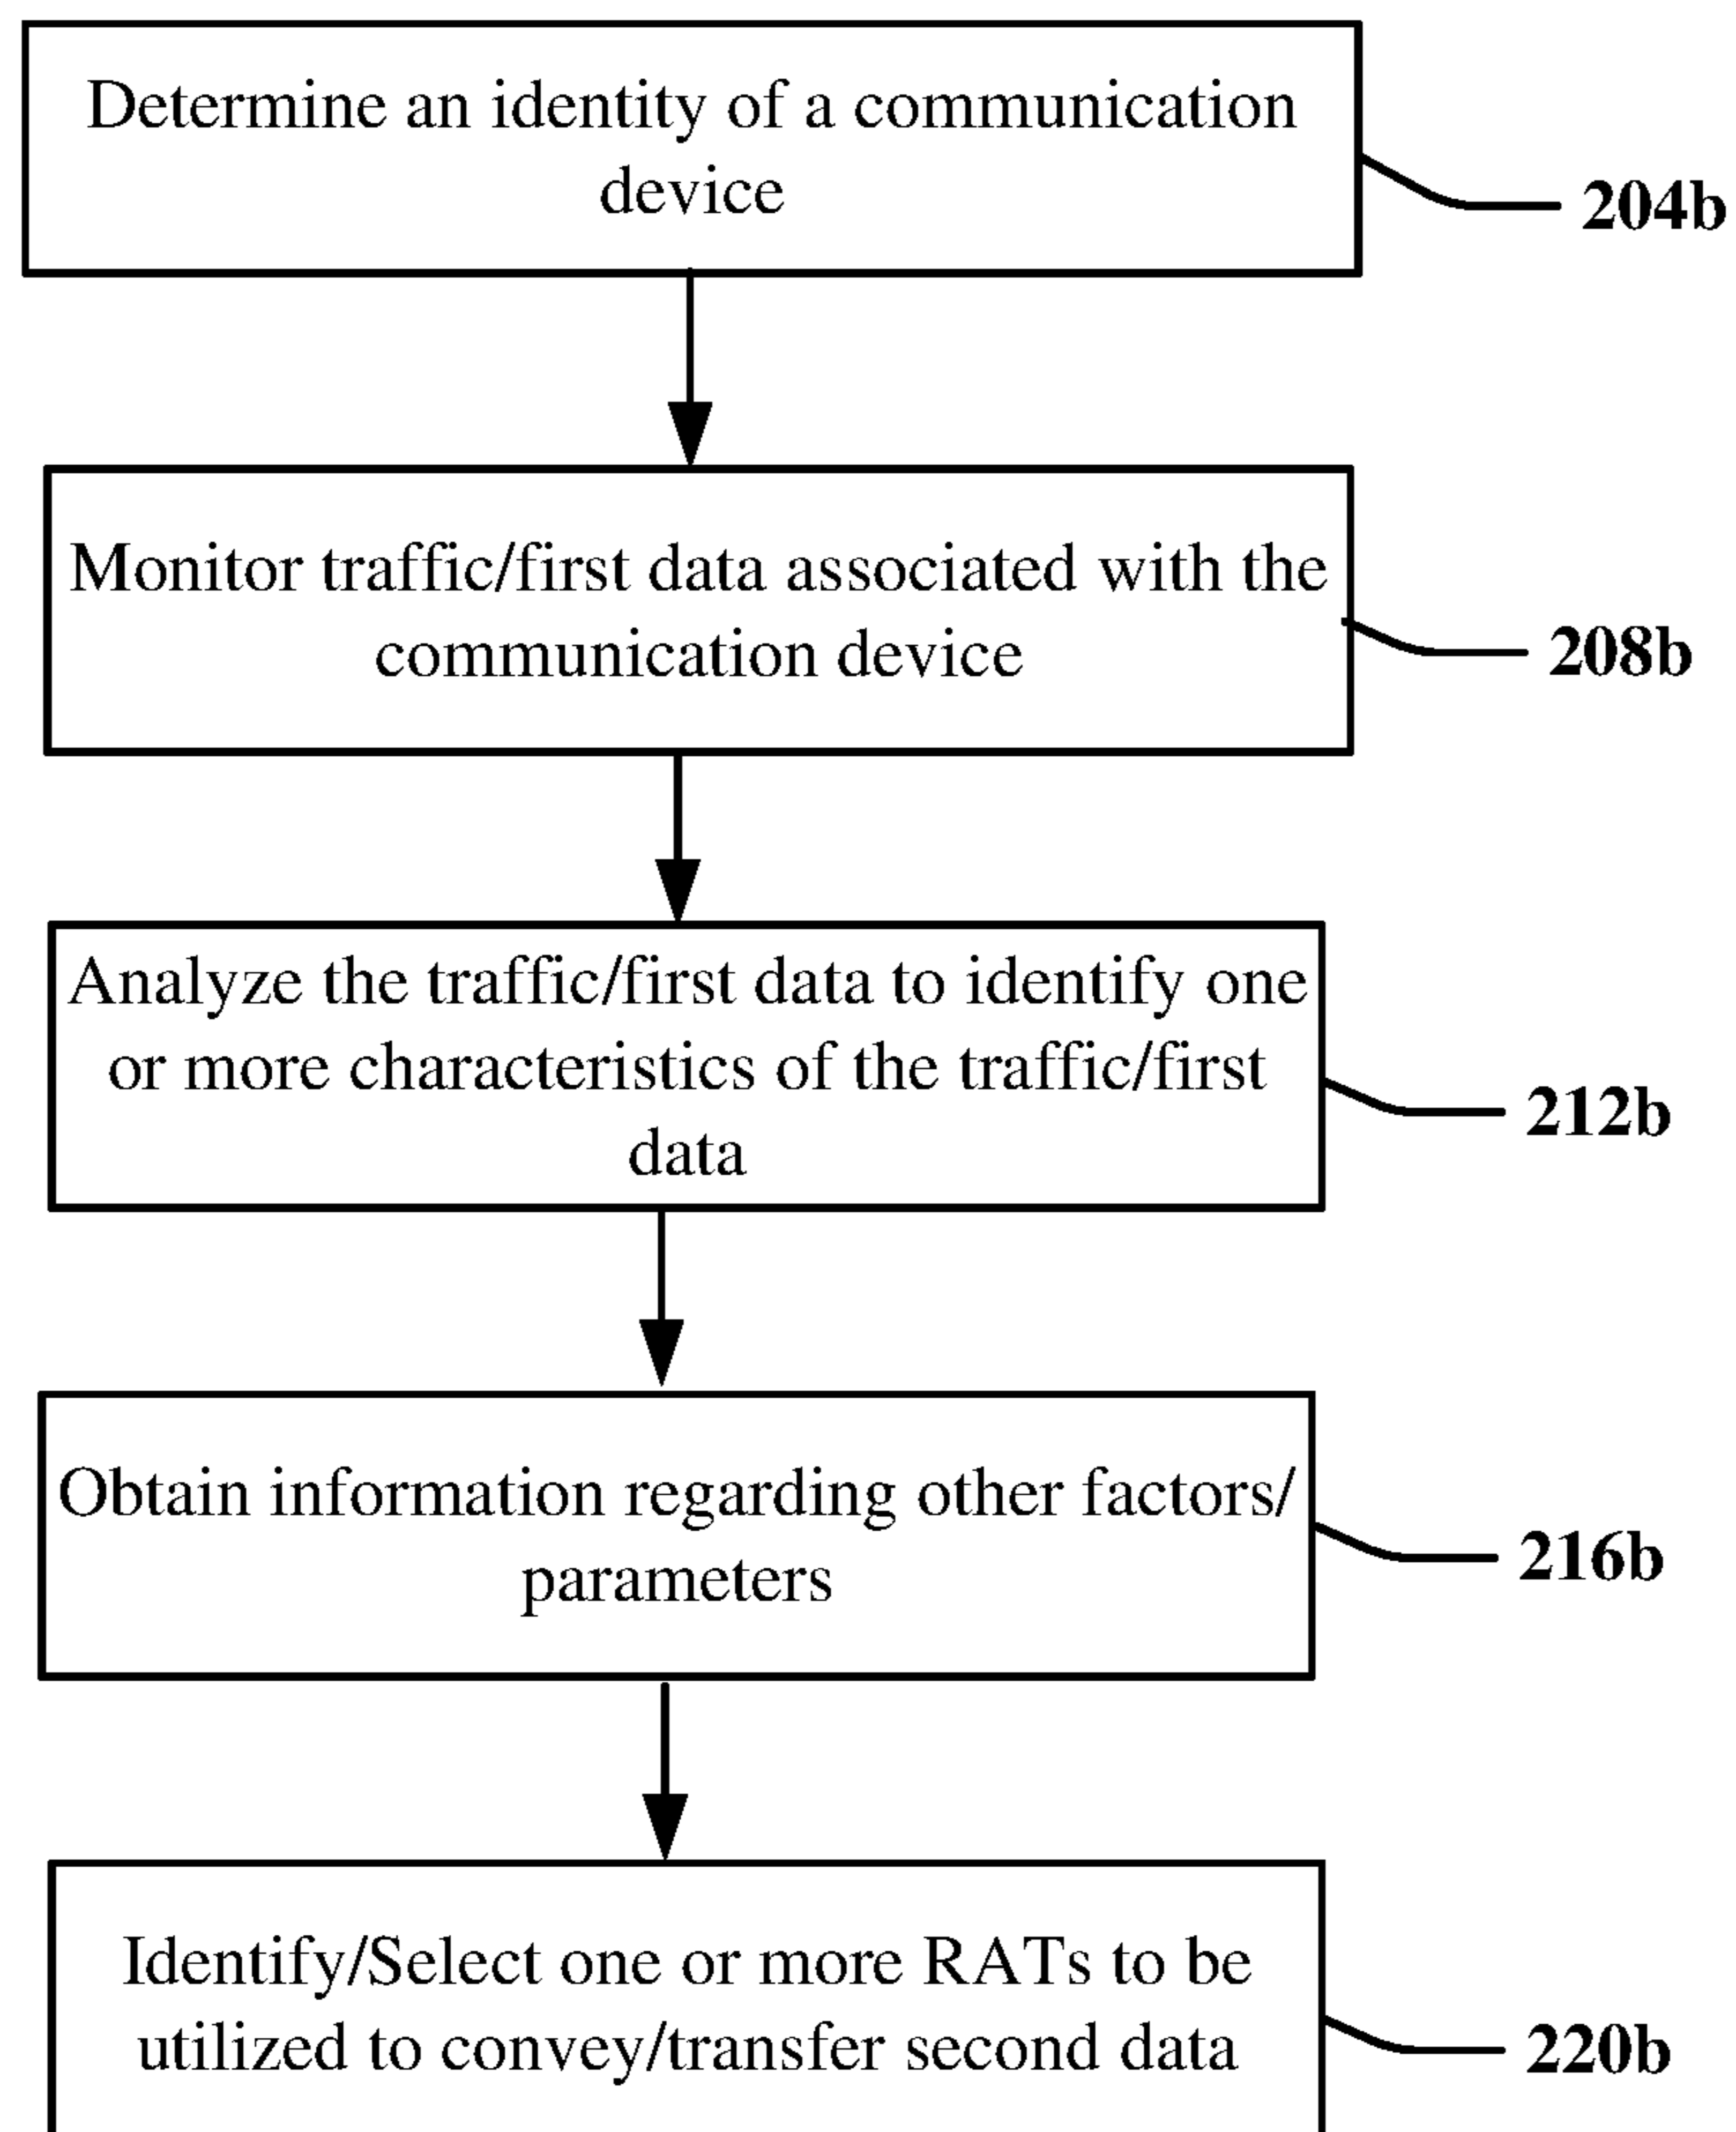 Determine an identity of a communication
device
204b
Monitor traffic/first data associated with the
communication device
208b
Analyze the traffic/first data to identify one
or more characteristics of the traffic/first
data
212b
Obtain information regarding other factors/
parameters
216b
Identify/Select one or more RATs to be
utilized to convey/transfer second data
220b